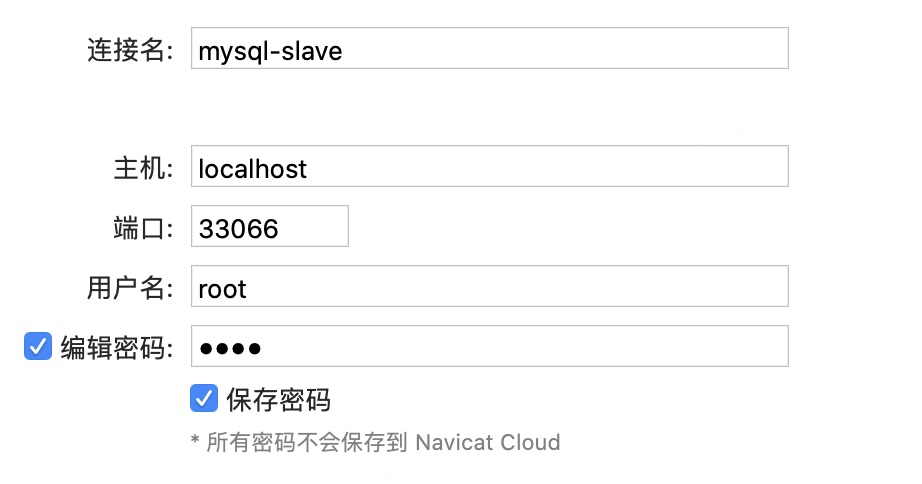 连接名: mysql-slave
主机: localhost
端口: 33066
用户名: root
编辑密码: ●●●●
保存密码
* 所有密码不会保存到 Navicat Cloud